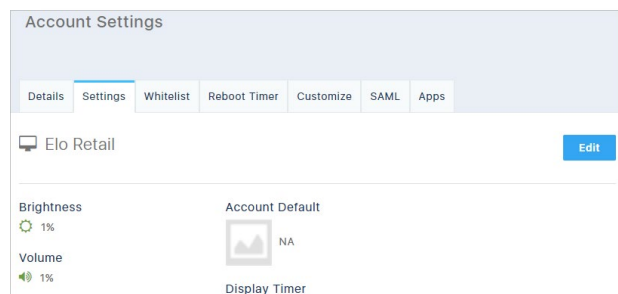 Account Settings
Details Settings Whitelist Reboot Timer Customize SAML Apps
Elo Retail
Edit
Brightness
1%
Volume
1%
Account Default
NA
Display Timer